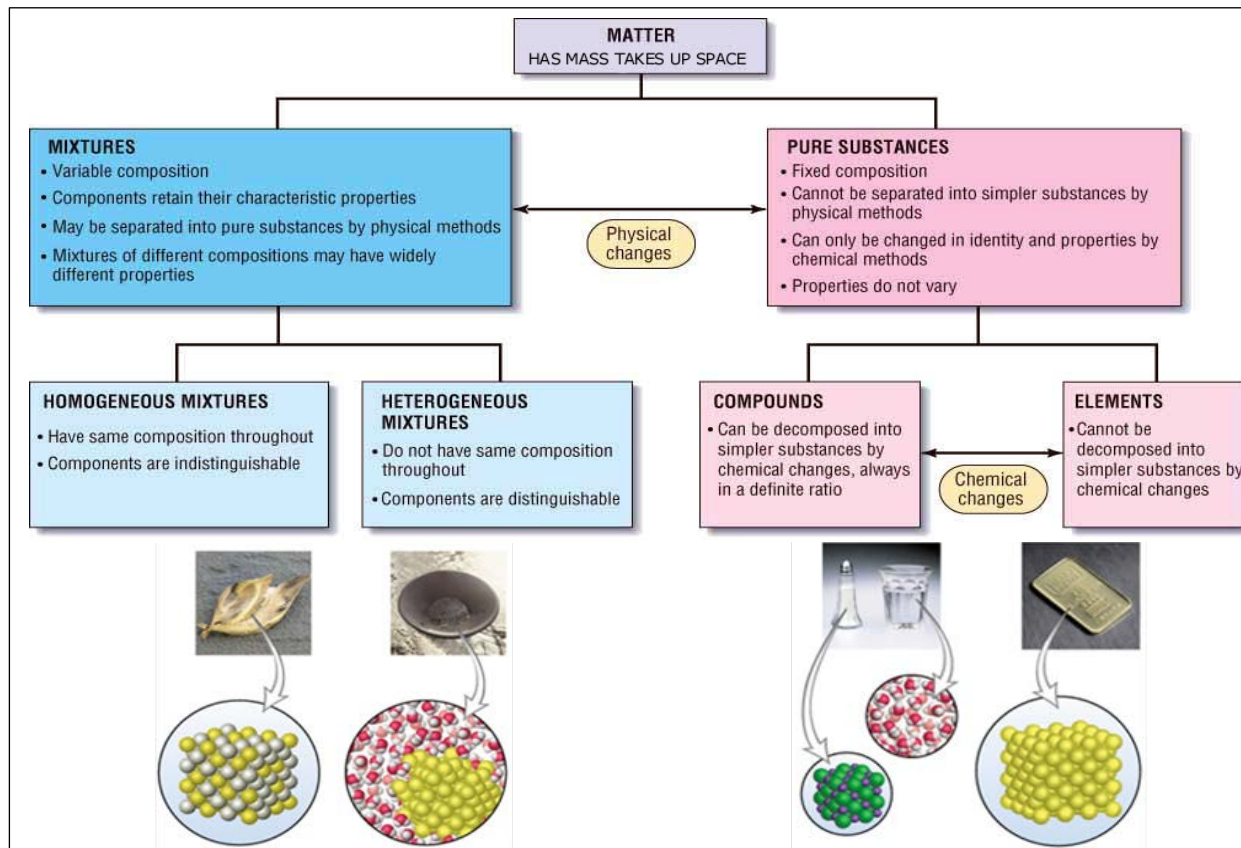 MATTER
HAS MASS TAKES UP SPACE
MIXTURES
• Variable composition
• Components retain their characteristic properties
• May be separated into pure substances by physical methods
• Mixtures of different compositions may have widely
different properties
Physical
changes
PURE SUBSTANCES
• Fixed composition
• Cannot be separated into simpler substances by
physical methods
• Can only be changed in identity and properties by
chemical methods
• Properties do not vary
HOMOGENEOUS MIXTURES
• Have same composition throughout
• Components are indistinguishable
HETEROGENEOUS
MIXTURES
• Do not have same composition
throughout
• Components are distinguishable
COMPOUNDS
• Can be decomposed into
simpler substances by
chemical changes, always
in a definite ratio
Chemical
changes
ELEMENTS
• Cannot be
decomposed into
simpler substances by
chemical changes